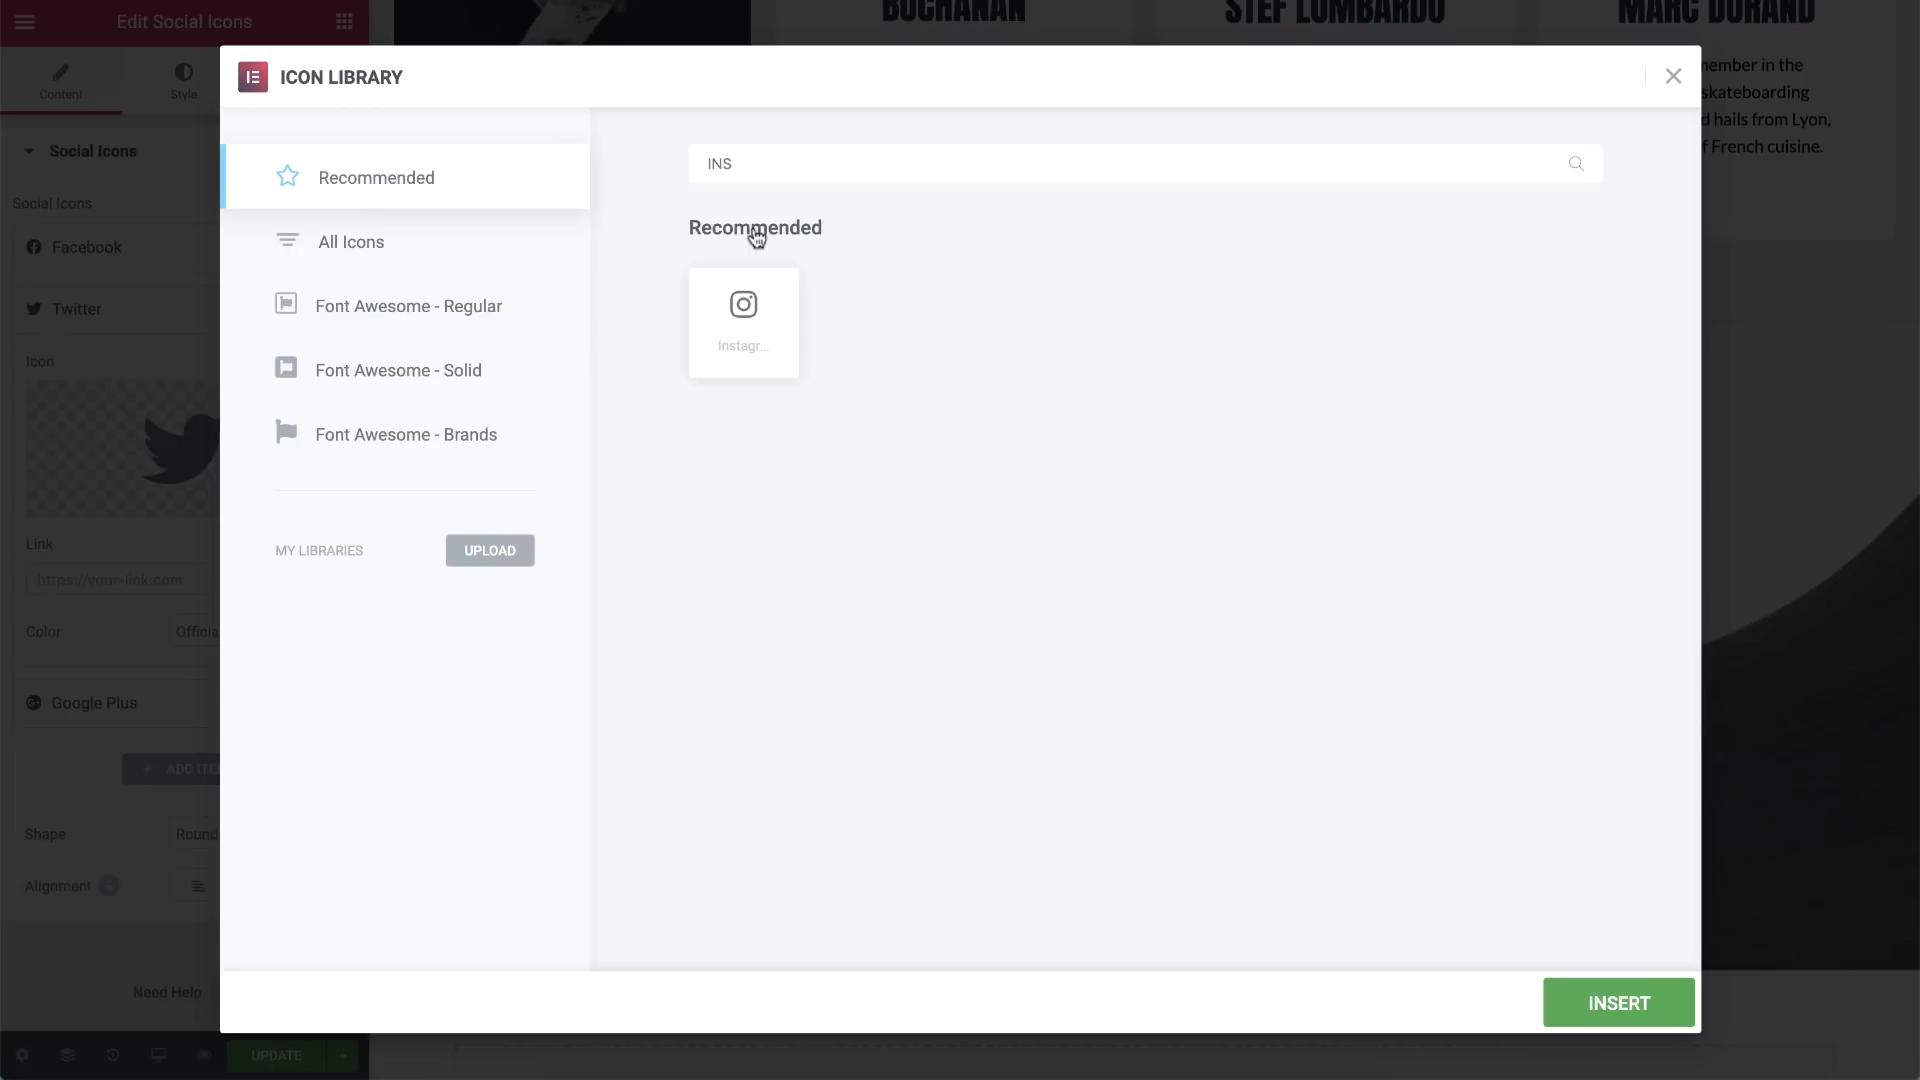 Edit Social Icons
BUCHANAN
STEF LOMBARDO
MARC DURAND
Content
Style
ICON LIBRARY
member in the
skateboarding
hails from Lyon,
French cuisine.
Social Icons
Social Icons
Facebook
Twitter
Icon
Link
https://your-link.com
Color
Google Plus
+ ADD
Shape
Round
Alignment
Need Help
UPDATE
Recommended
All Icons
Font Awesome - Regular
Font Awesome - Solid
Font Awesome - Brands
MY LIBRARIES
UPLOAD
INS
Recommended
Instagr...
INSERT